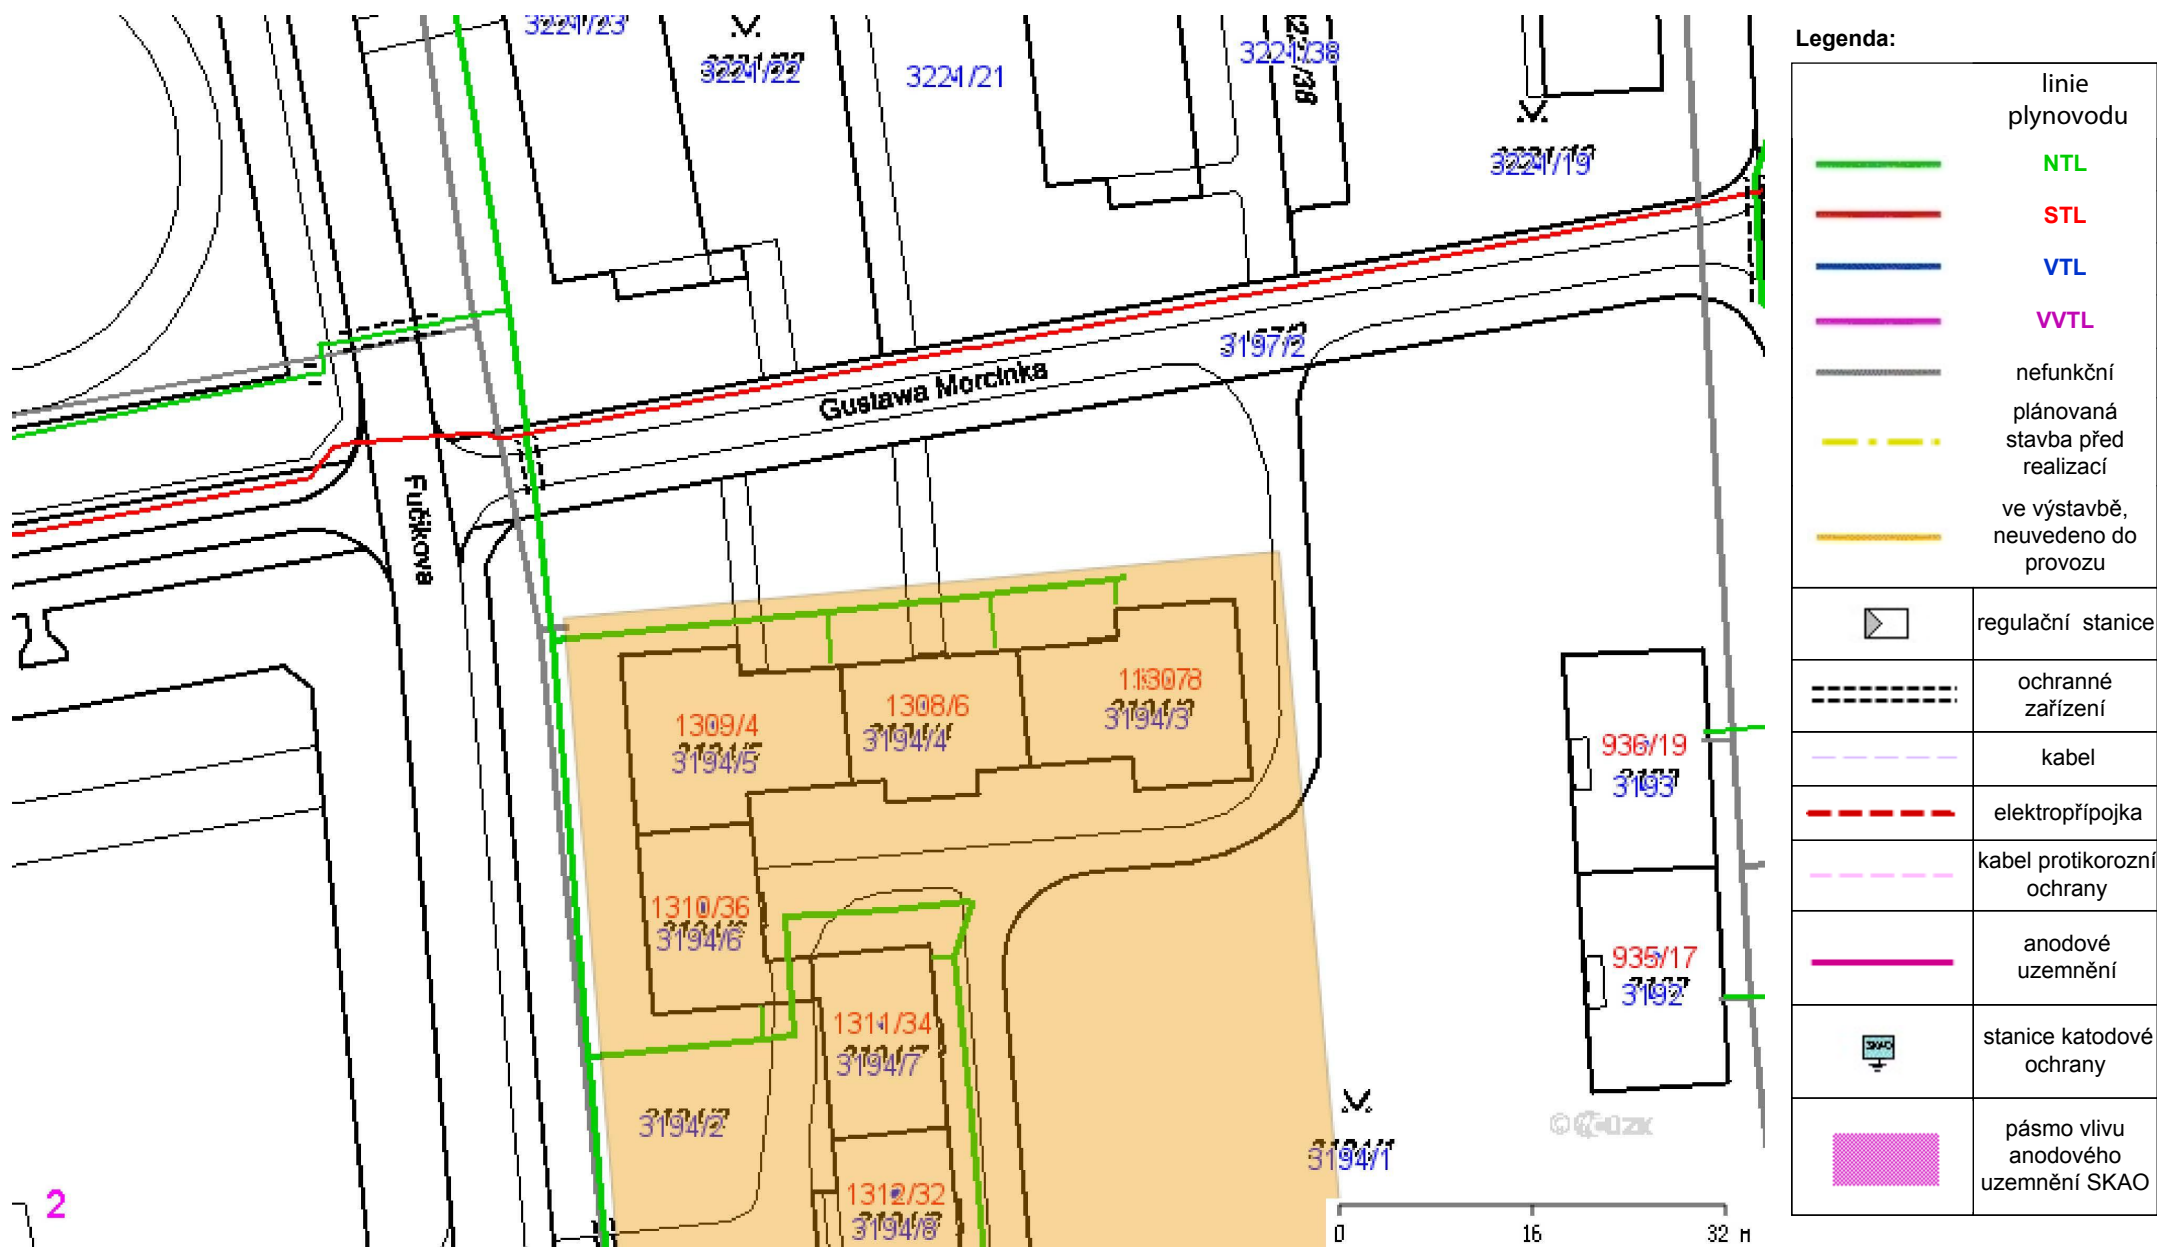 3221/23
3221/22
3221/21
3221/38
3221/19
3197/2
Gustawa Morcinka
Fučíkova
1309/4
3194/5
1308/6
3194/4
3194/3
1310/36
3194/6
1311/34
3194/7
3194/2
1312/32
3194/8
936/19
3193
935/17
3192
3194/1
2
0 16 32 M
Legenda:
linie
plynovodu
NTL
STL
VTL
VVTL
nefunkční
plánovaná
stavba před
realizací
ve výstavbě,
neuvedeno do
provozu
regulační stanice
ochranné
zařízení
kabel
elektropřípojka
kabel protikorozní
ochrany
anodové
uzemnění
SKAO
stanice katodové
ochrany
pásmo vlivu
anodového
uzemnění SKAO